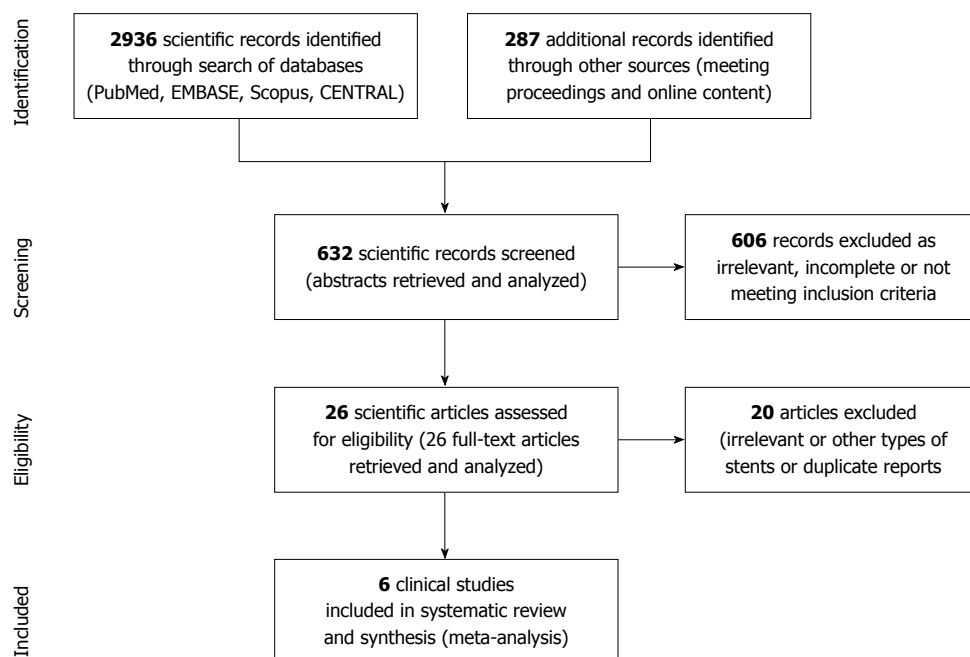 Identification
2936 scientific records identified
through search of databases
(PubMed, EMBASE, Scopus, CENTRAL)
287 additional records identified
through other sources (meeting
proceedings and online content)
Screening
632 scientific records screened
(abstracts retrieved and analyzed)
606 records excluded as
irrelevant, incomplete or not
meeting inclusion criteria
Eligibility
26 scientific articles assessed
for eligibility (26 full-text articles
retrieved and analyzed)
20 articles excluded
(irrelevant or other types of
stents or duplicate reports
Included
6 clinical studies
included in systematic review
and synthesis (meta-analysis)